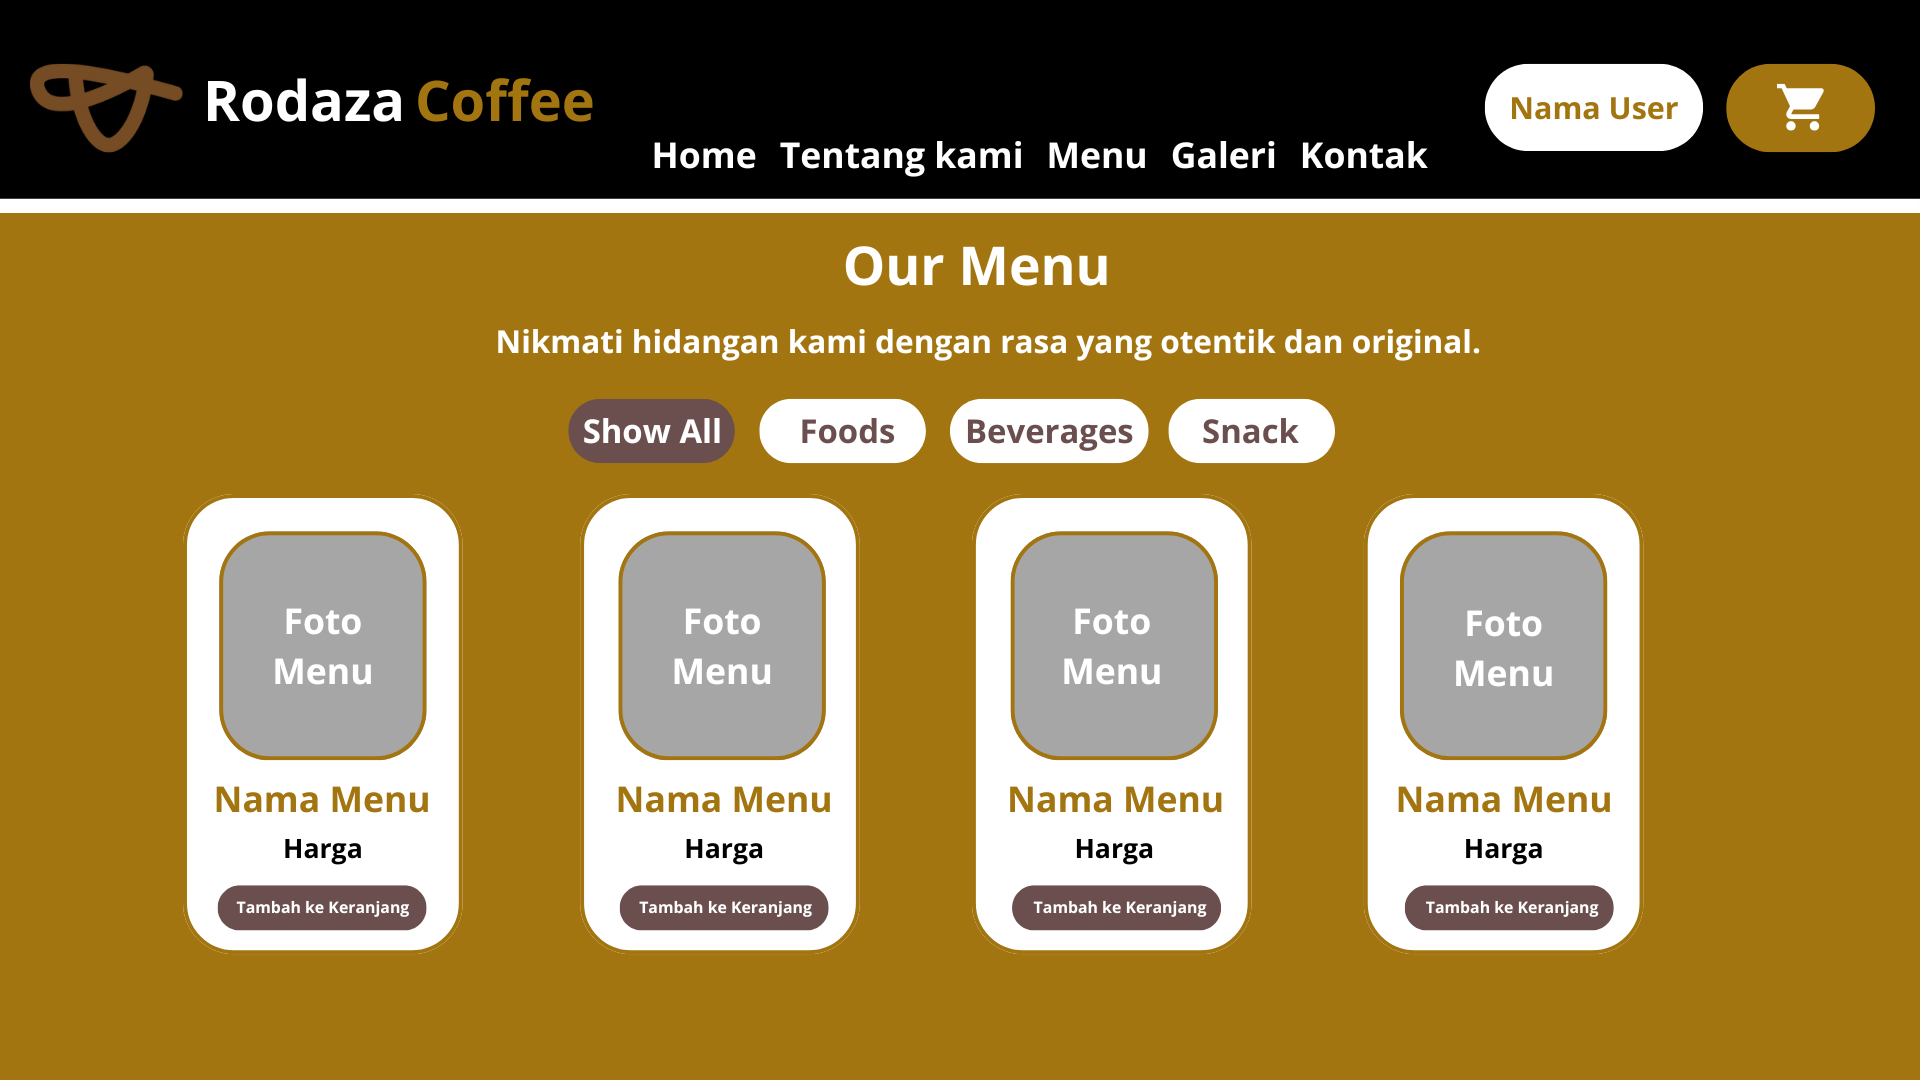 Rodaza Coffee
Home Tentang kami Menu Galeri Kontak
Nama User
Our Menu
Nikmati hidangan kami dengan rasa yang otentik dan original.
Show All
Foods
Beverages
Snack
Foto
Menu
Nama Menu
Harga
Tambah ke Keranjang
Foto
Menu
Nama Menu
Harga
Tambah ke Keranjang
Foto
Menu
Nama Menu
Harga
Tambah ke Keranjang
Foto
Menu
Nama Menu
Harga
Tambah ke Keranjang